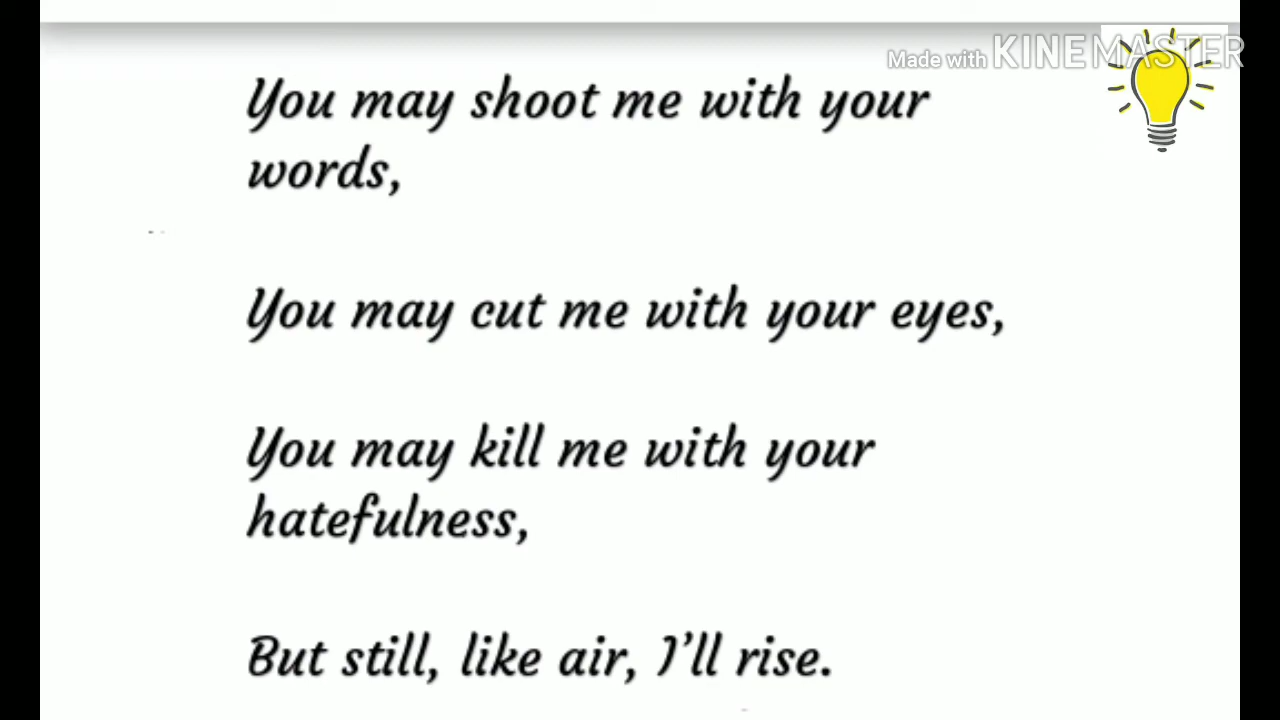 Made with KINEMASTER
You may shoot me with your
words,
You may cut me with your eyes,
You may kill me with your
hatefulness,
But still, like air, I’ll rise.